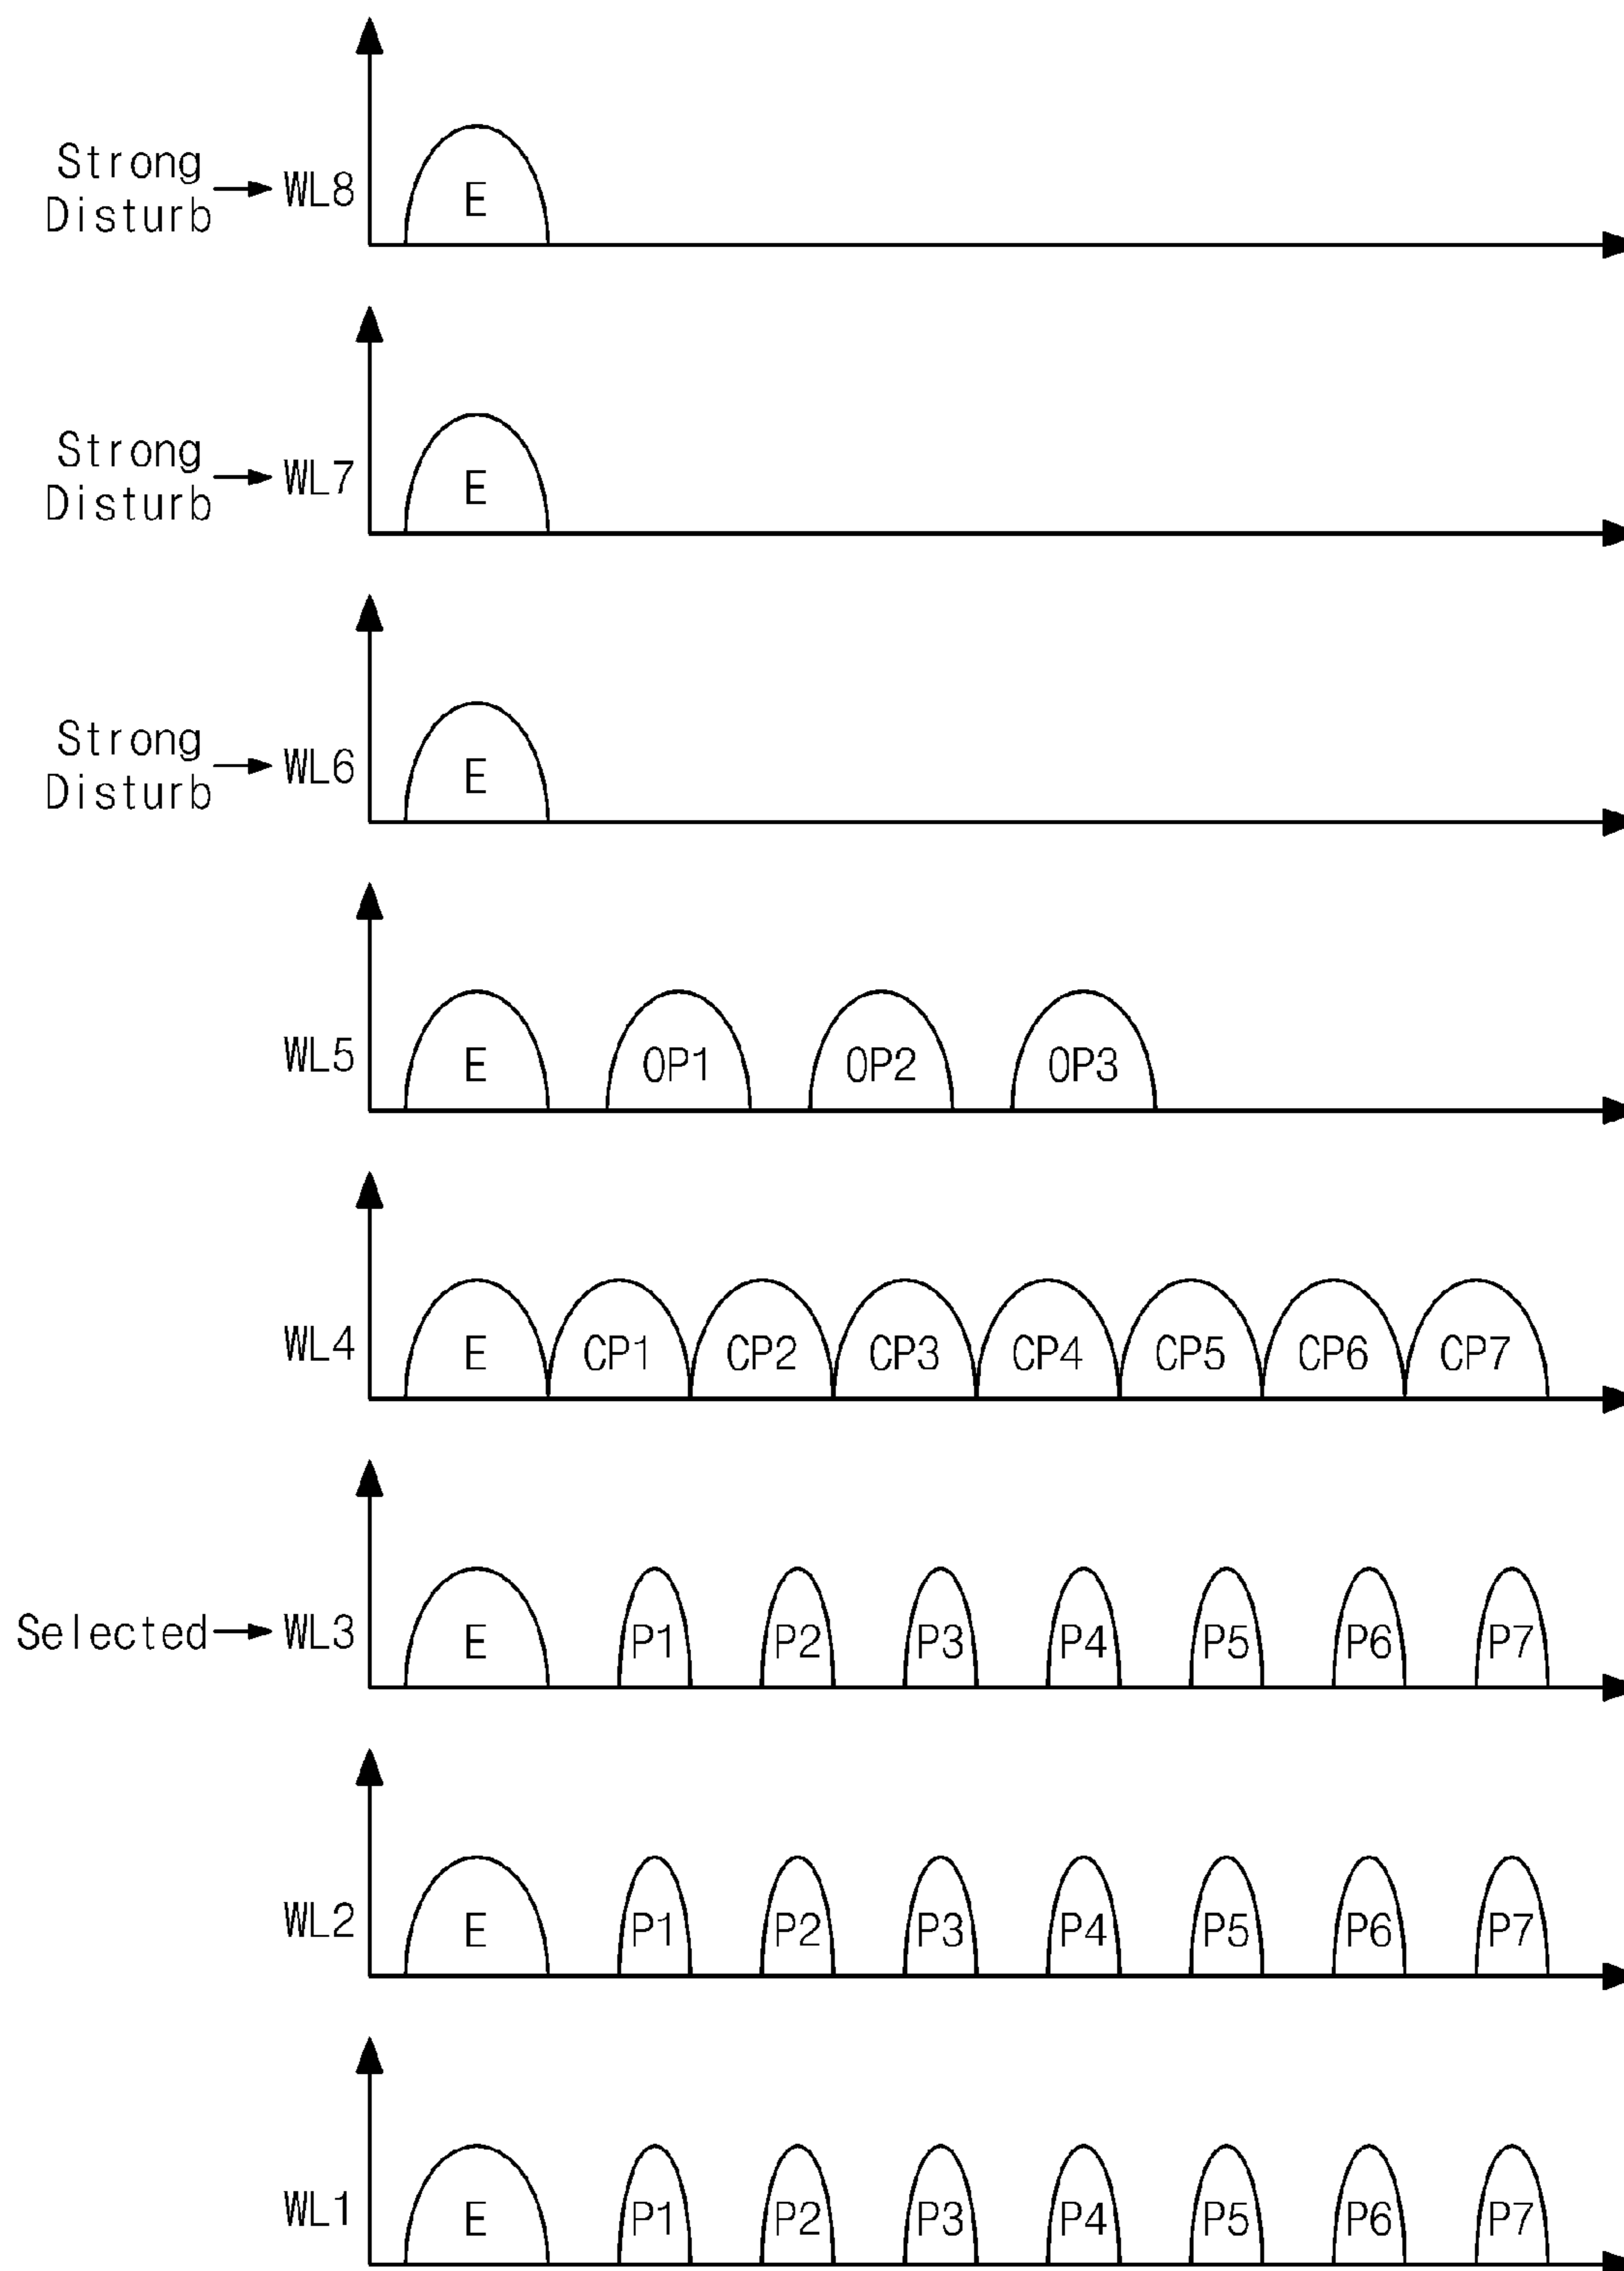 Strong
Disturb
WL8
E
Strong
Disturb
WL7
E
Strong
Disturb
WL6
E
WL5
E OP1 OP2 OP3
WL4
E CP1 CP2 CP3 CP4 CP5 CP6 CP7
Selected WL3
E P1 P2 P3 P4 P5 P6 P7
WL2
E P1 P2 P3 P4 P5 P6 P7
WL1
E P1 P2 P3 P4 P5 P6 P7